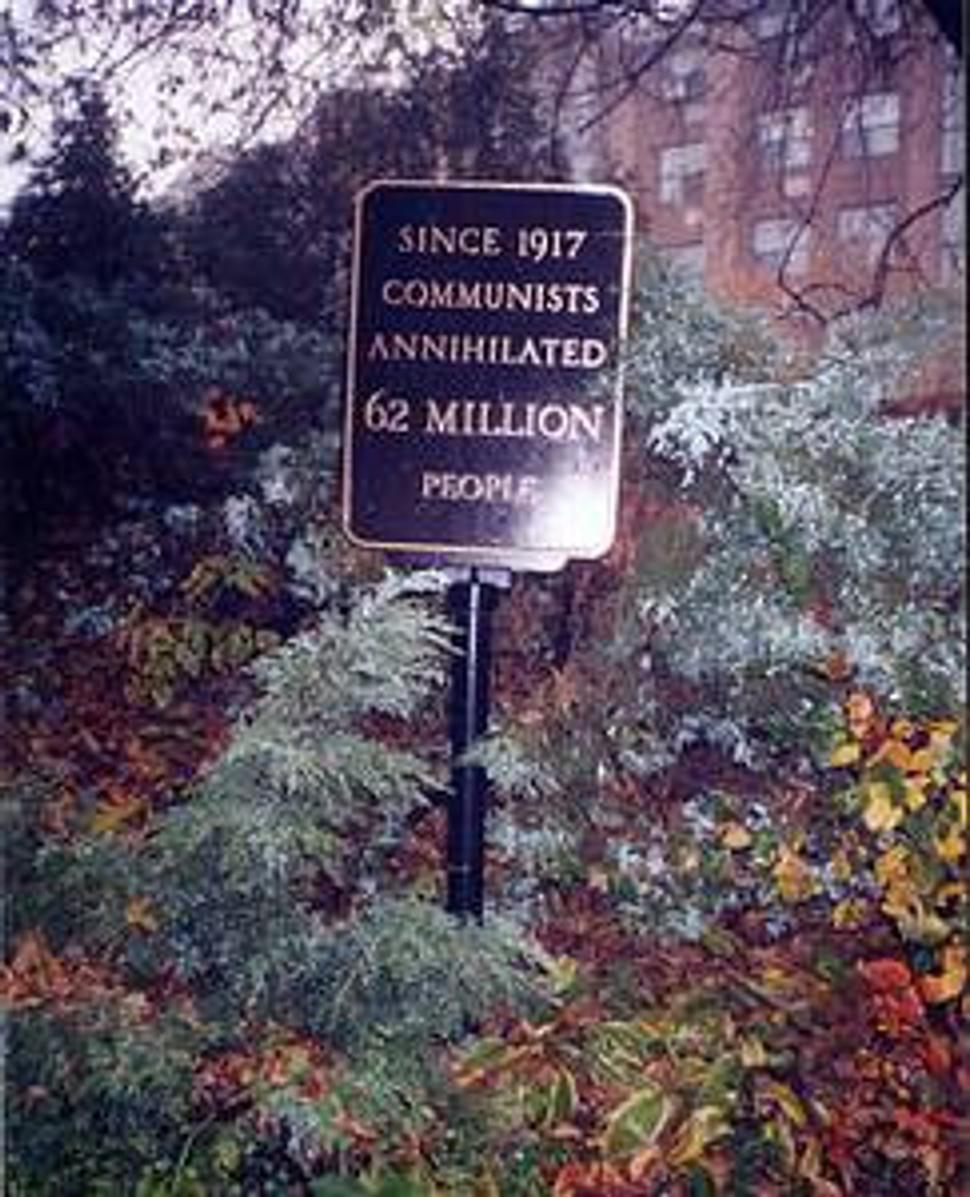 SINCE 1917
COMMUNISTS
ANNIHILATED
62 MILLION
PEOPLE